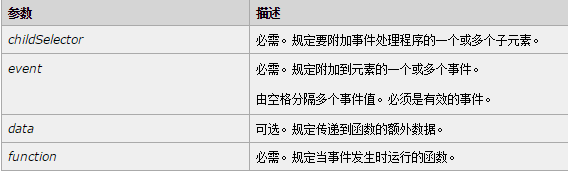 参数 描述
childSelector 必需。规定要附加事件处理程序的一个或多个子元素。
event 必需。规定附加到元素的一个或多个事件。
由空格分隔多个事件值。必须是有效的事件。
data 可选。规定传递到函数的额外数据。
function 必需。规定当事件发生时运行的函数。